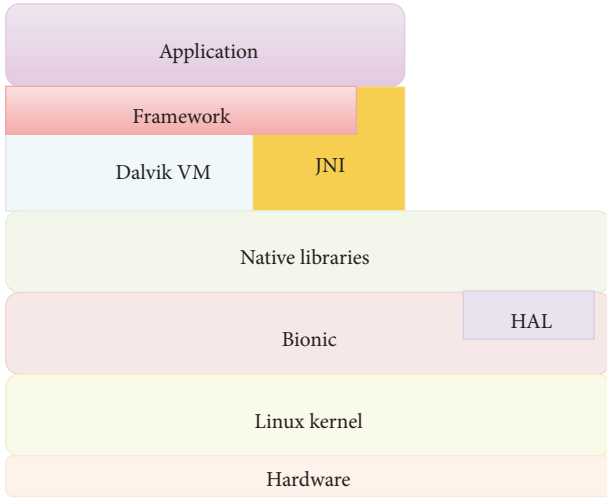 Application
Framework
Dalvik VM
JNI
Native libraries
HAL
Bionic
Linux kernel
Hardware